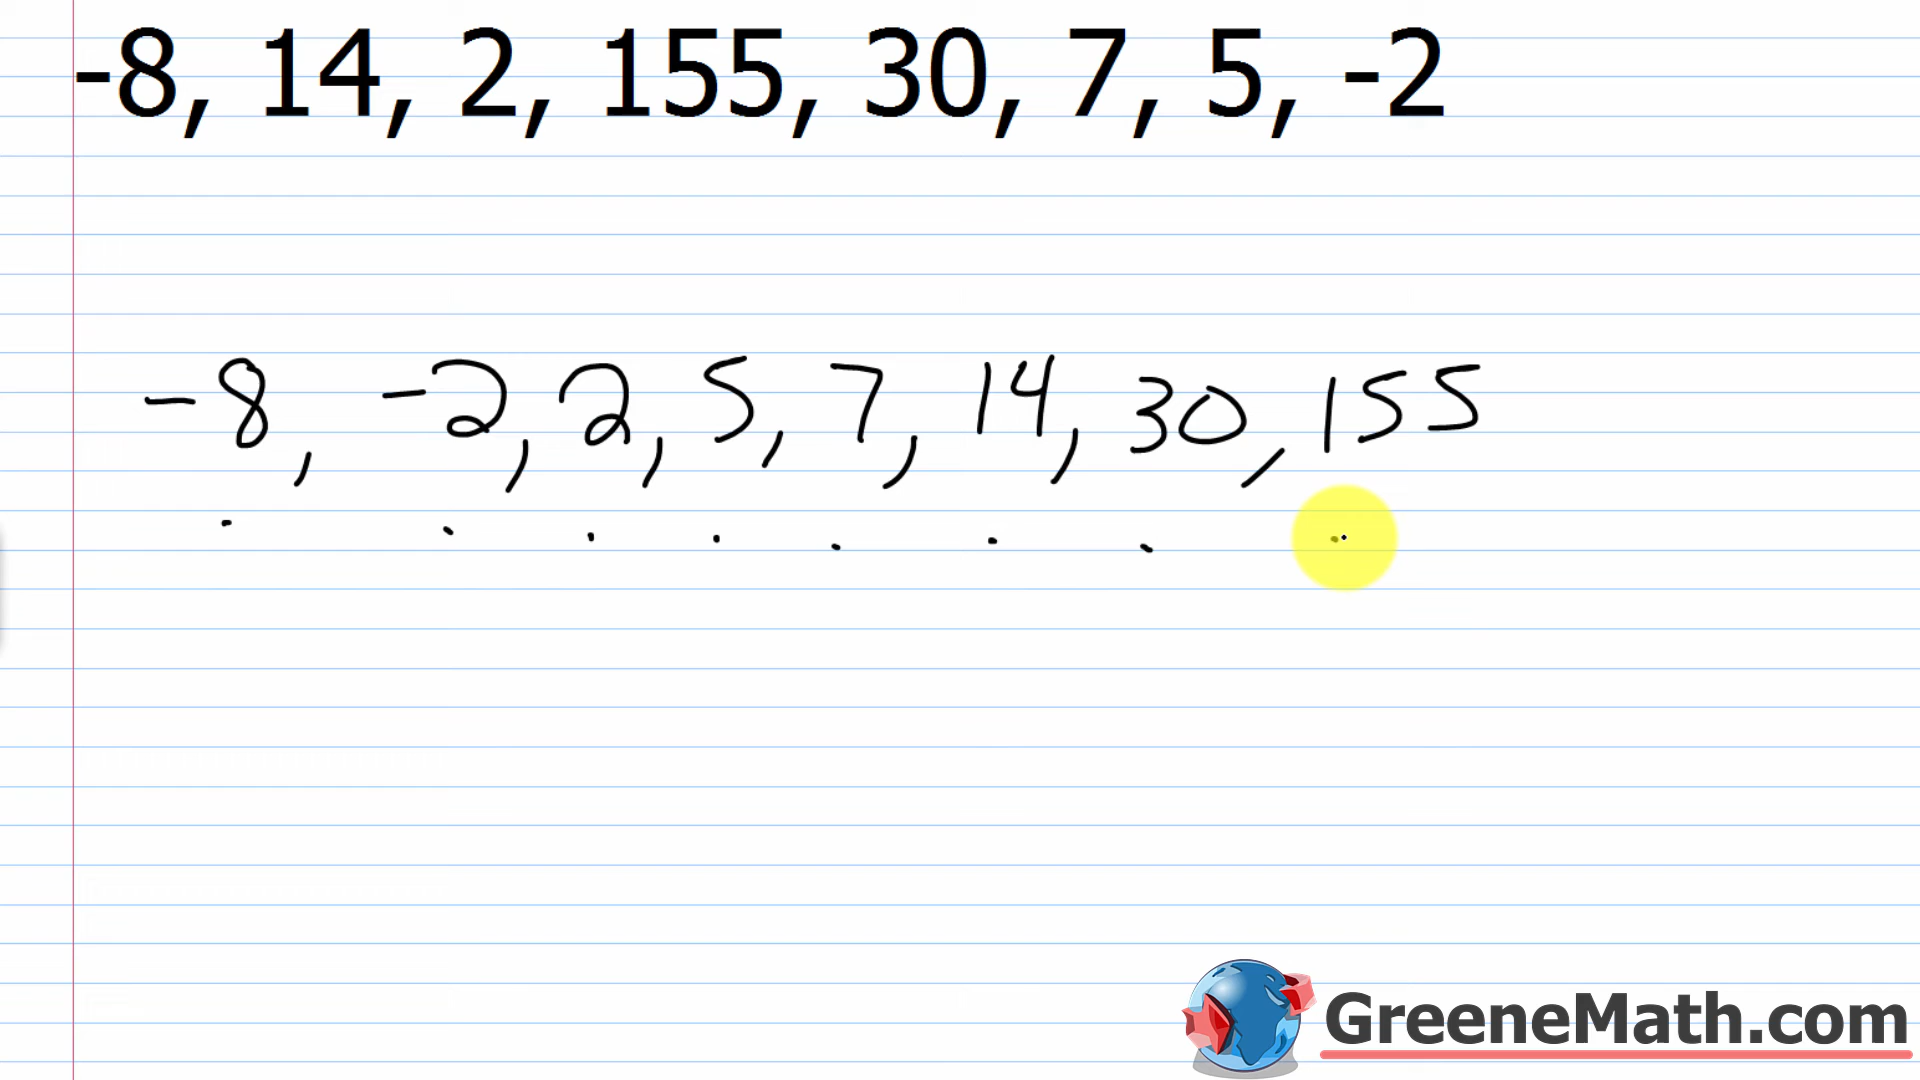 -8, 14, 2, 155, 30, 7, 5, -2
-8, -2, 2, 5, 7, 14, 30, 155
GreeneMath.com